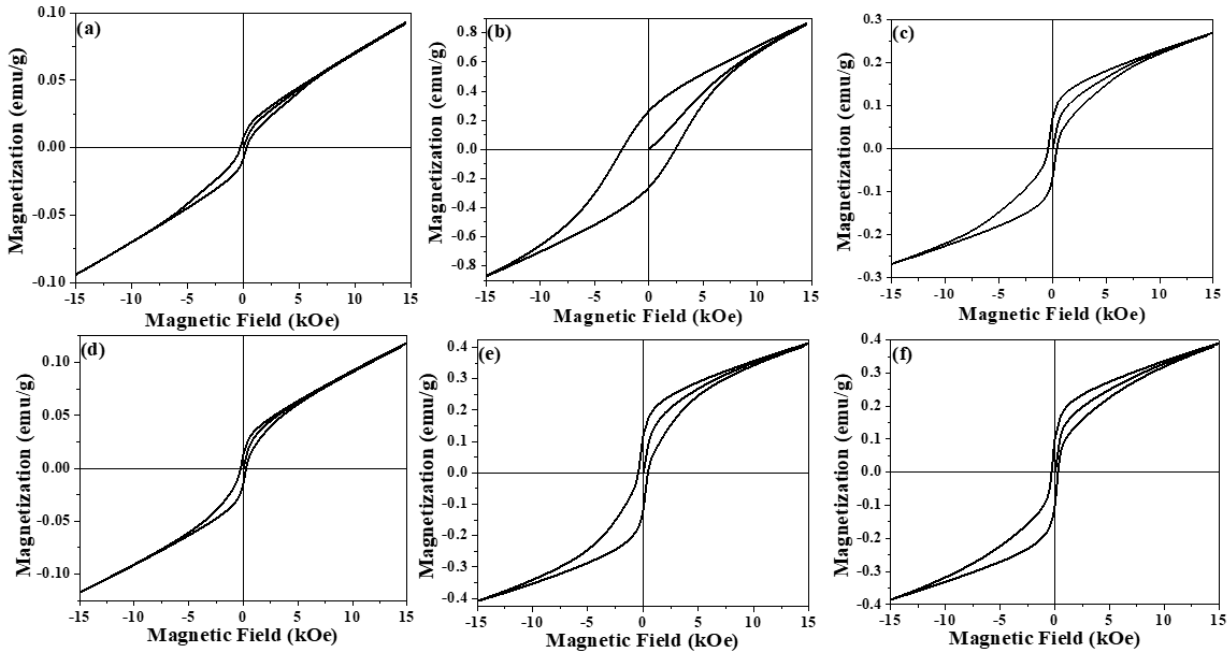 (a)
Magnetization (emu/g)
0.10
0.05
0.00
-0.05
-0.10
-15 -10 -5 0 5 10 15
Magnetic Field (kOe)
(b)
Magnetization (emu/g)
0.8
0.6
0.4
0.2
0.0
-0.2
-0.4
-0.6
-0.8
-15 -10 -5 0 5 10 15
Magnetic Field (kOe)
(c)
Magnetization (emu/g)
0.3
0.2
0.1
0.0
-0.1
-0.2
-0.3
-15 -10 -5 0 5 10 15
Magnetic Field (kOe)
(d)
Magnetization (emu/g)
0.10
0.05
0.00
-0.05
-0.10
-15 -10 -5 0 5 10 15
Magnetic Field (kOe)
(e)
Magnetization (emu/g)
0.4
0.3
0.2
0.1
0.0
-0.1
-0.2
-0.3
-0.4
-15 -10 -5 0 5 10 15
Magnetic Field (kOe)
(f)
Magnetization (emu/g)
0.4
0.3
0.2
0.1
0.0
-0.1
-0.2
-0.3
-0.4
-15 -10 -5 0 5 10 15
Magnetic Field (kOe)